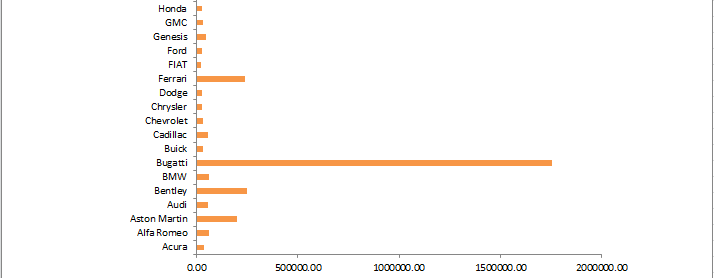 Honda
GMC
Genesis
Ford
FIAT
Ferrari
Dodge
Chrysler
Chevrolet
Cadillac
Buick
Bugatti
BMW
Bentley
Audi
Aston Martin
Alfa Romeo
Acura
0.00 500000.00 1000000.00 1500000.00 2000000.00